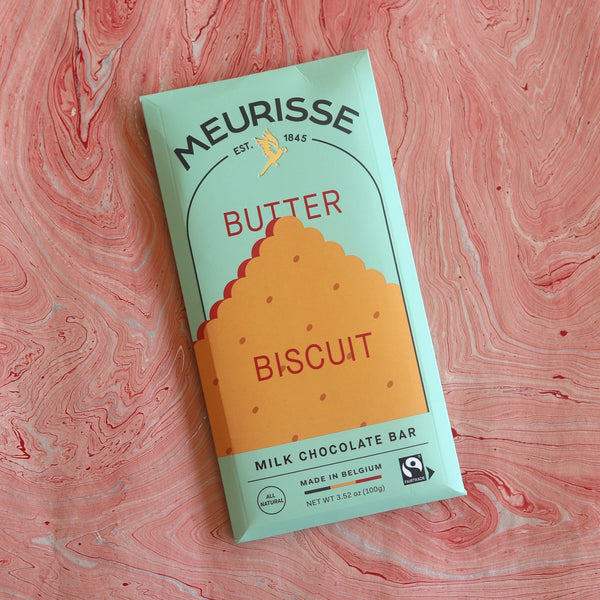 MEURISSE
EST. 1845
BUTTER
BISCUIT
MILK CHOCOLATE BAR
ALL NATURAL
MADE IN BELGIUM
NET WT 3.52 oz (100g)
FAIRTRADE